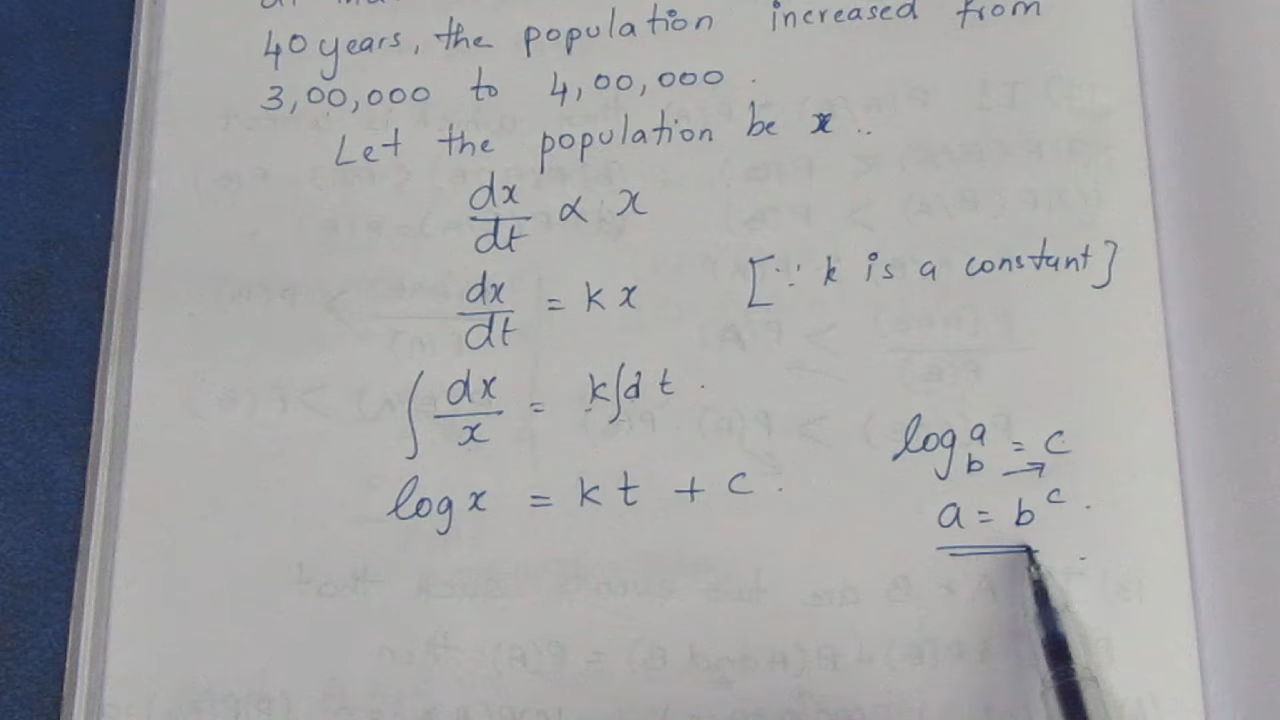 40 years, the population increased from
3,00,000 to 4,00,000.
Let the population be x..
dx/dt ∝ x
dx/dt = kx [∵ k is a constant]
∫ dx/x = k∫dt.
log x = kt + c.
log_b a = c
a = b^c.